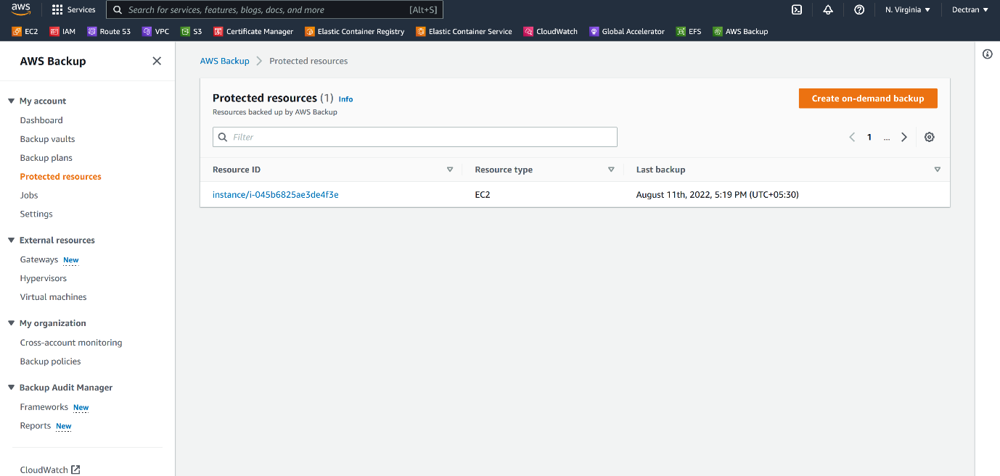 aws Services Search for services, features, blogs, docs, and more [Alt+S] N. Virginia Dectran
EC2 IAM Route 53 VPC S3 Certificate Manager Elastic Container Registry Elastic Container Service CloudWatch Global Accelerator EFS AWS Backup
AWS Backup
My account
Dashboard
Backup vaults
Backup plans
Protected resources
Jobs
Settings
External resources
Gateways New
Hypervisors
Virtual machines
My organization
Cross-account monitoring
Backup policies
Backup Audit Manager
Frameworks New
Reports New
CloudWatch
AWS Backup > Protected resources
Protected resources (1) Info
Resources backed up by AWS Backup
Create on-demand backup
Filter
1 ...
Resource ID Resource type Last backup
instance/i-045b6825ae3de4f3e EC2 August 11th, 2022, 5:19 PM (UTC+05:30)